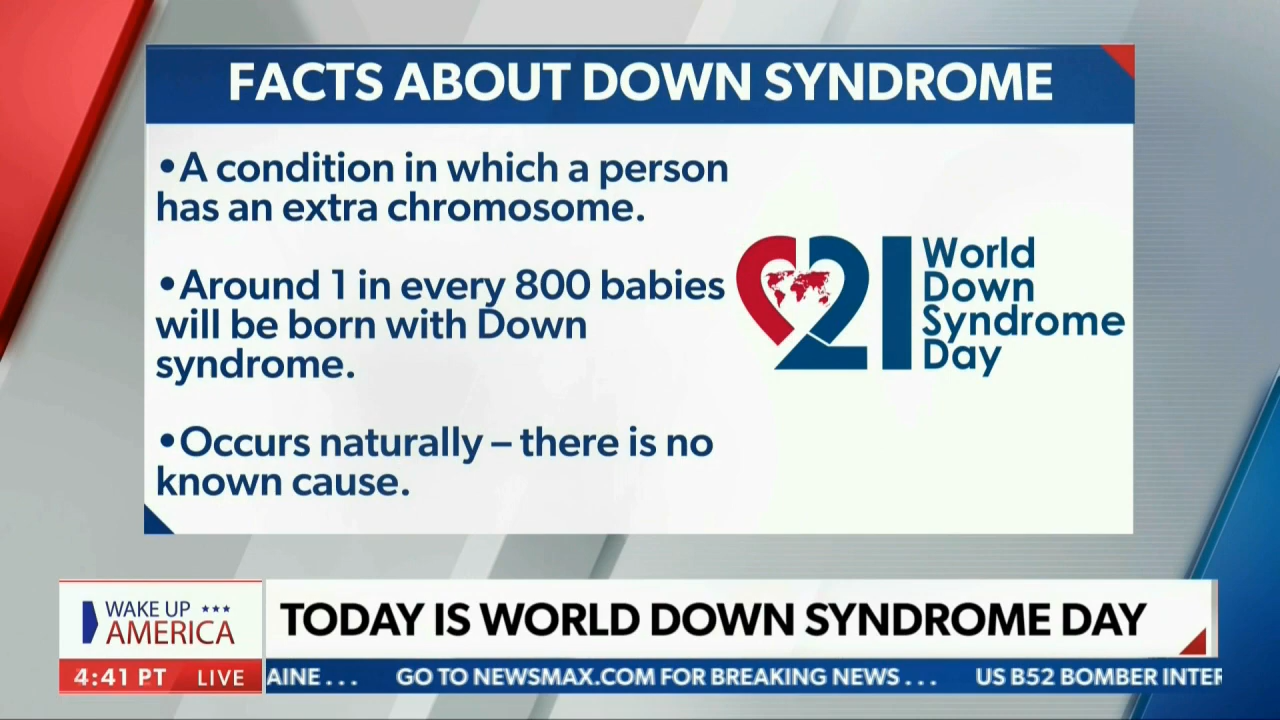 FACTS ABOUT DOWN SYNDROME
•A condition in which a person
has an extra chromosome.
•Around 1 in every 800 babies
will be born with Down
syndrome.
•Occurs naturally – there is no
known cause.
21
World
Down
Syndrome
Day
WAKE UP
AMERICA
TODAY IS WORLD DOWN SYNDROME DAY
4:41 PT LIVE
AINE . . . GO TO NEWSMAX.COM FOR BREAKING NEWS . . . US B52 BOMBER INTER